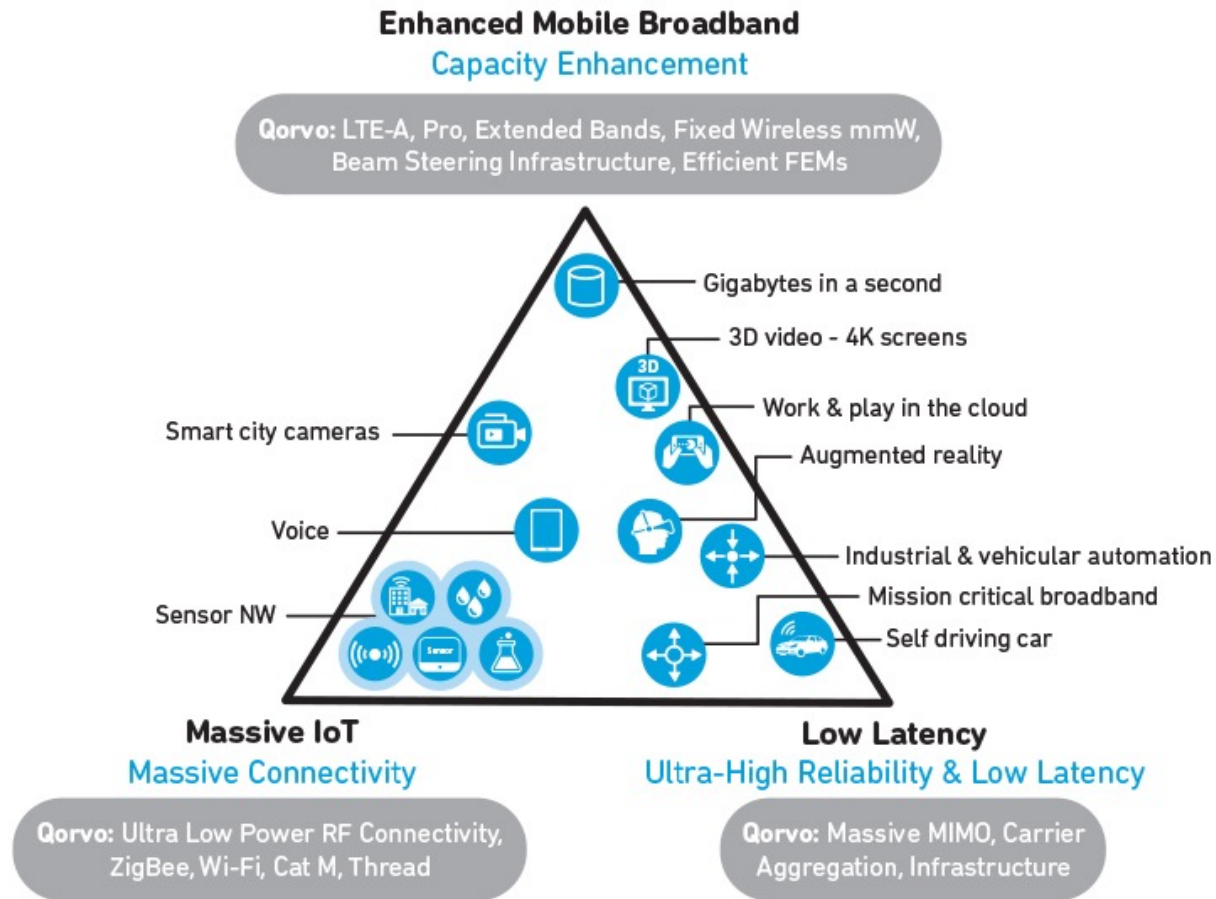 Enhanced Mobile Broadband
Capacity Enhancement
Qorvo: LTE-A, Pro, Extended Bands, Fixed Wireless mmW,
Beam Steering Infrastructure, Efficient FEMs
Gigabytes in a second
3D video - 4K screens
3D
Work & play in the cloud
Smart city cameras
Augmented reality
Voice
Industrial & vehicular automation
Mission critical broadband
Sensor NW
Self driving car
Sensor
Massive IoT
Massive Connectivity
Qorvo: Ultra Low Power RF Connectivity,
ZigBee, Wi-Fi, Cat M, Thread
Low Latency
Ultra-High Reliability & Low Latency
Qorvo: Massive MIMO, Carrier
Aggregation, Infrastructure